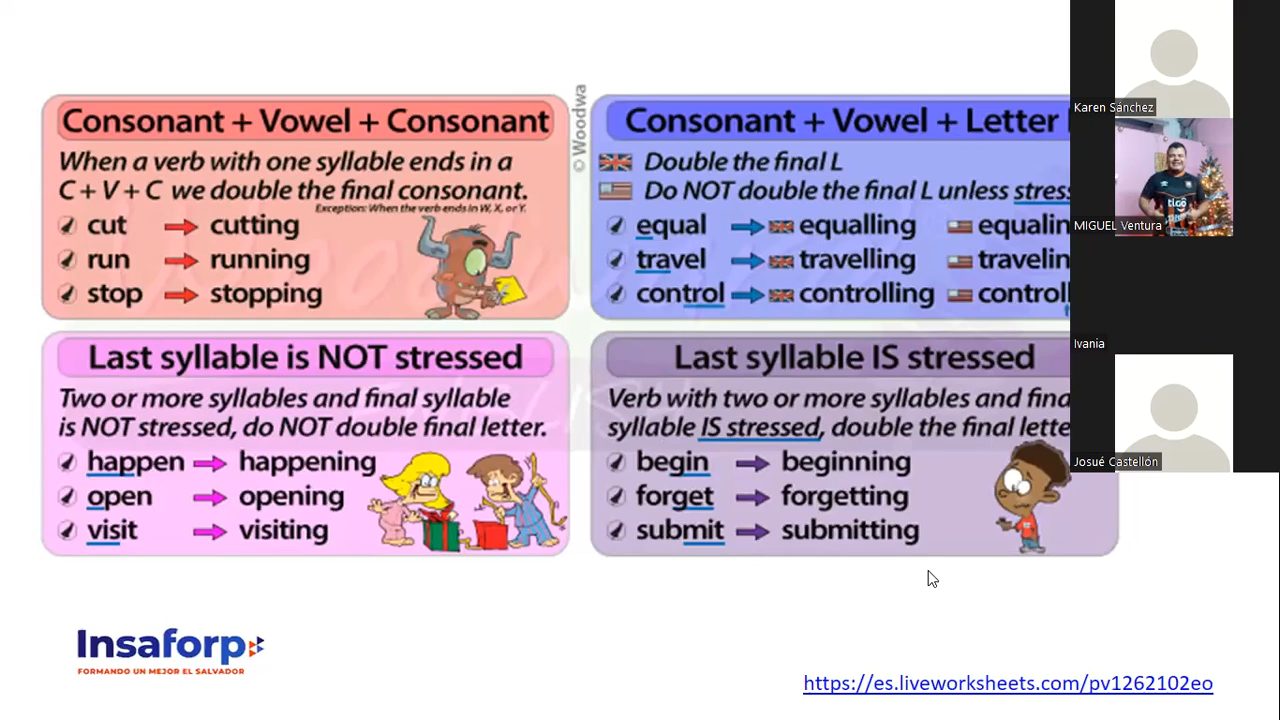 Consonant + Vowel + Consonant
When a verb with one syllable ends in a
C + V + C we double the final consonant.
Exception: When the verb ends in W, X, or Y.
cut cutting
run running
stop stopping
© Woodwa
Consonant + Vowel + Letter
Double the final L
Do NOT double the final L unless stress
equal equalling equalin
travel travelling travelin
control controlling controll
Last syllable is NOT stressed
Two or more syllables and final syllable
is NOT stressed, do NOT double final letter.
happen happening
open opening
visit visiting
Last syllable IS stressed
Verb with two or more syllables and fina
syllable IS stressed, double the final lette
begin beginning
forget forgetting
submit submitting
Insaforp
FORMANDO UN MEJOR EL SALVADOR
https://es.liveworksheets.com/pv1262102eo
Karen Sánchez
tigo
MIGUEL Ventura
Ivania
Josué Castellón